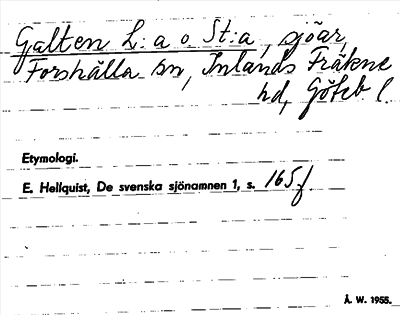 Galten L:a o. St:a, sjöar,
Forshälla sn, Inlands Fräkne
hd, Göteb l.
Etymologi.
E. Hellquist, De svenska sjönamnen 1, s. 165 f.
Å. W. 1955.